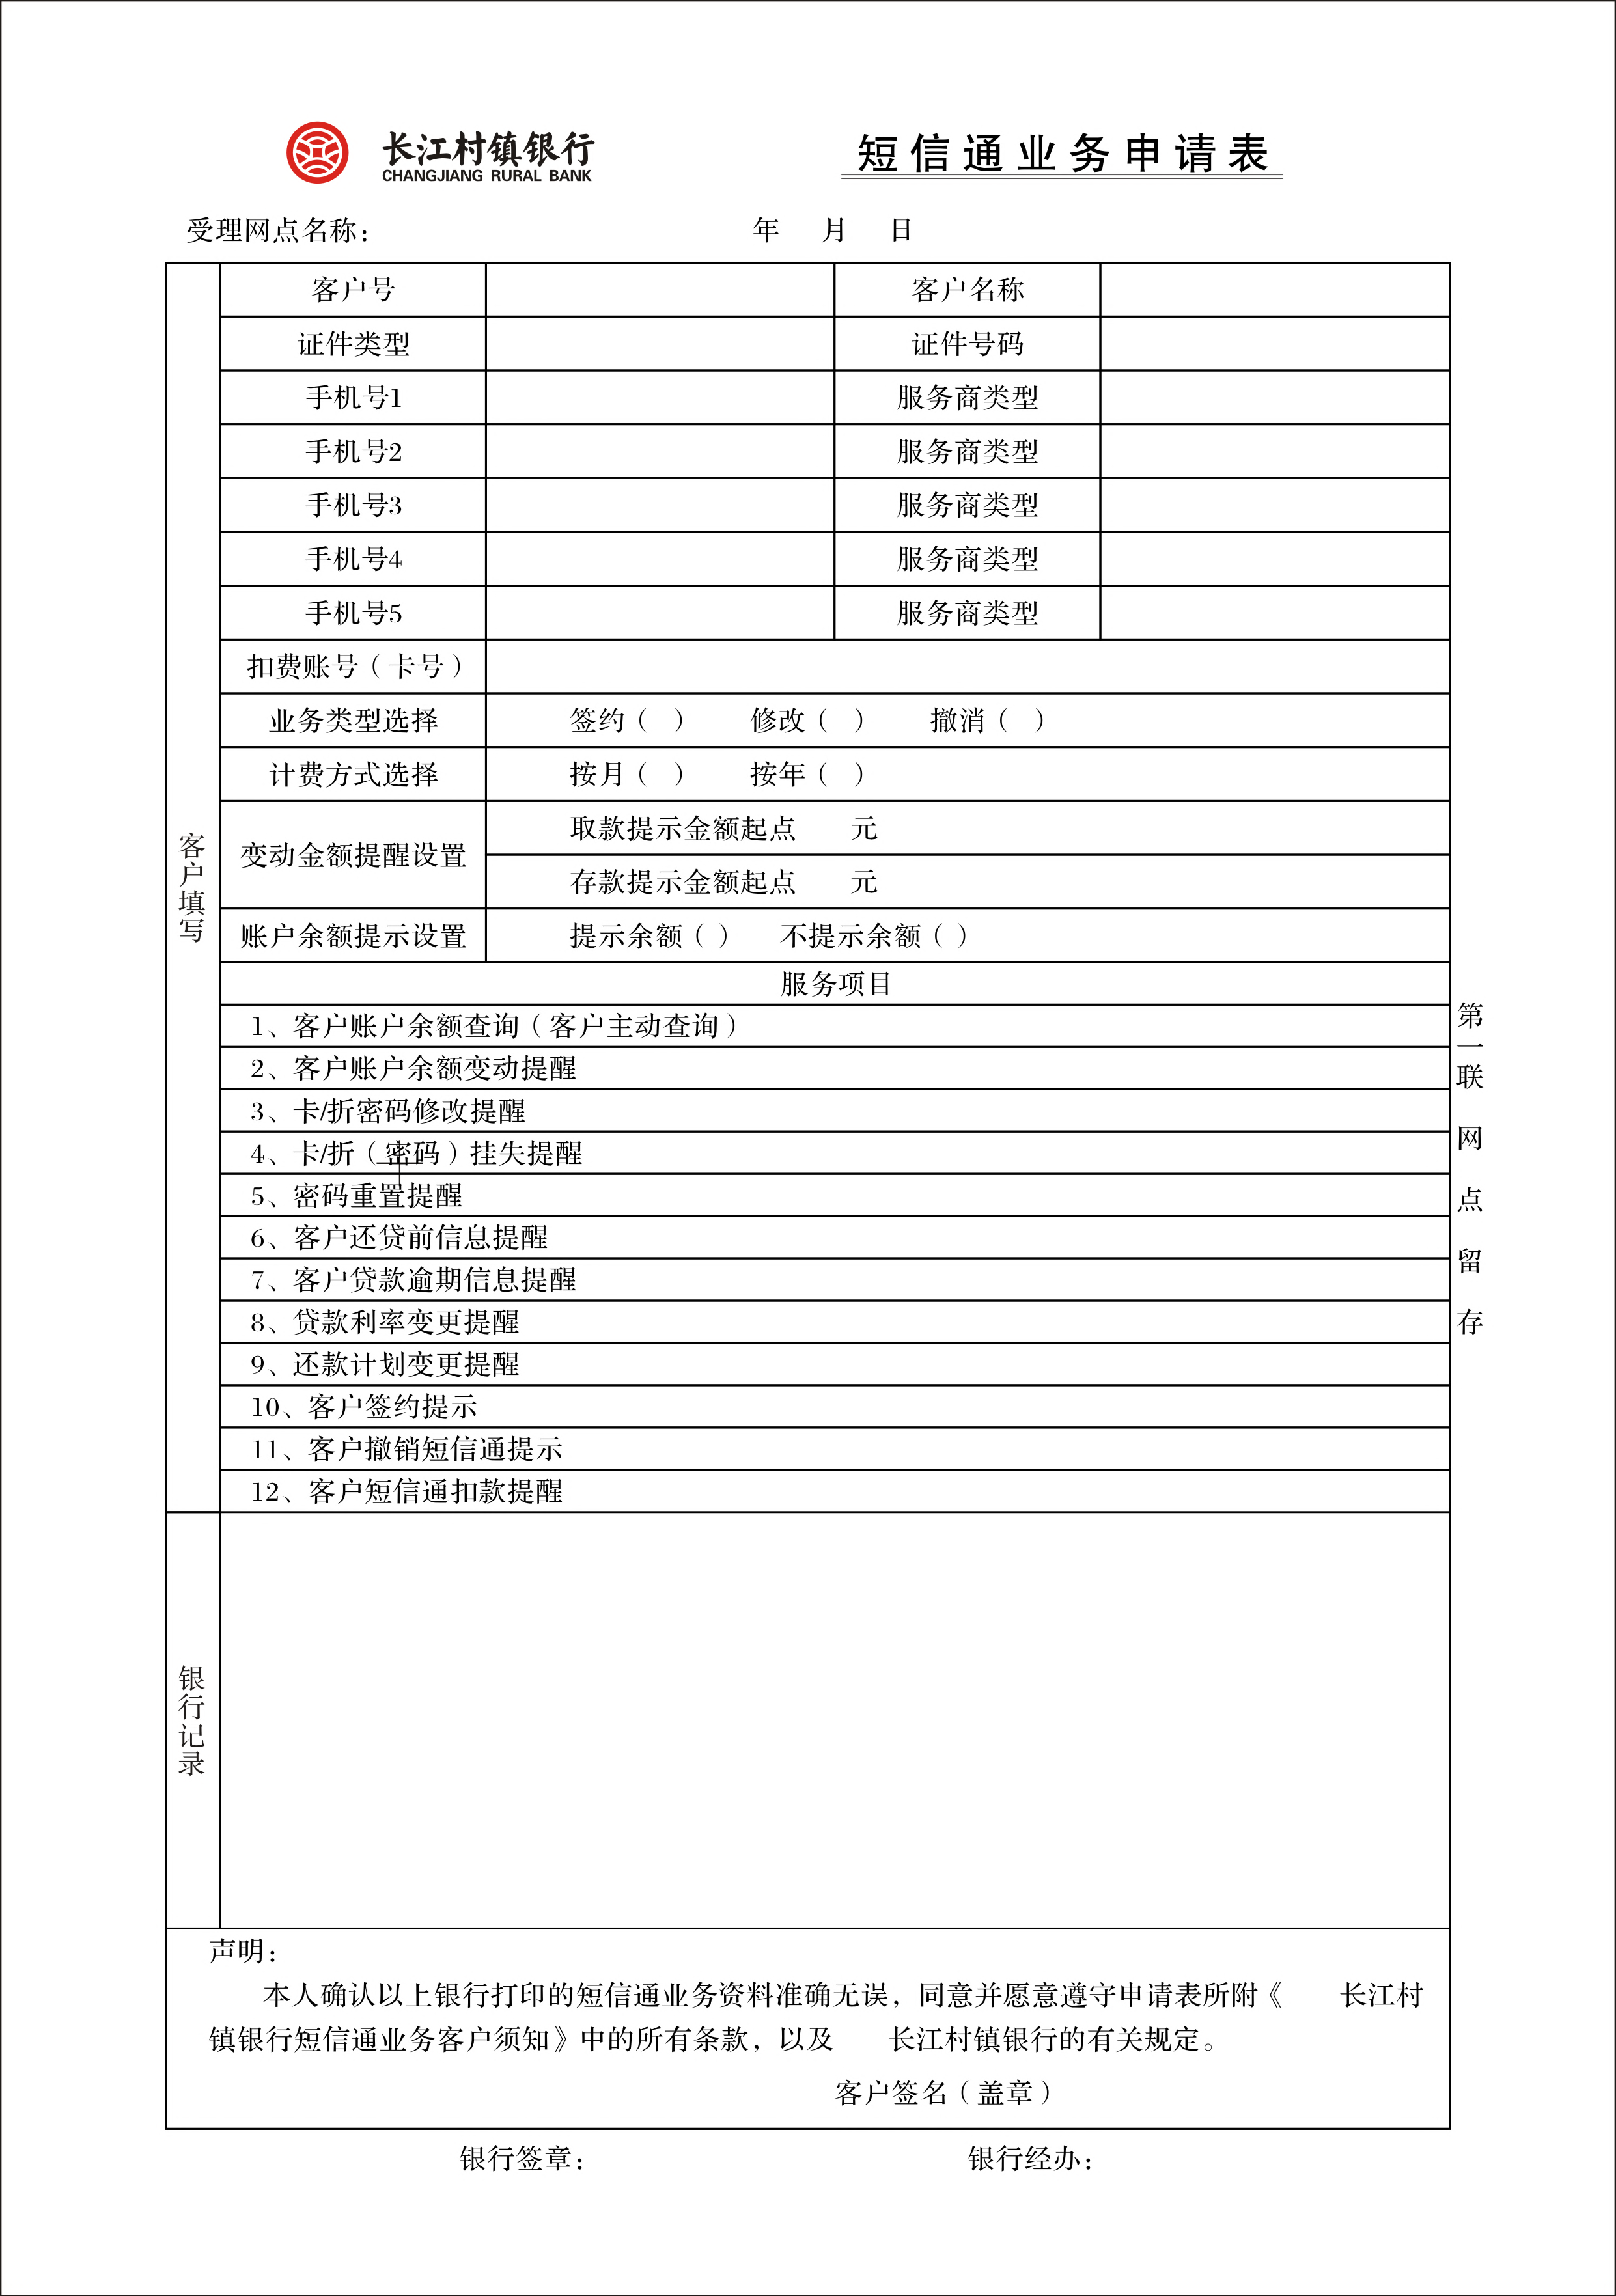 长江村镇银行
CHANGJIANG RURAL BANK
短信通业务申请表
受理网点名称： 年 月 日
客户填写
客户号 客户名称
证件类型 证件号码
手机号1 服务商类型
手机号2 服务商类型
手机号3 服务商类型
手机号4 服务商类型
手机号5 服务商类型
扣费账号（卡号）
业务类型选择 签约（ ） 修改（ ） 撤消（ ）
计费方式选择 按月（ ） 按年（ ）
变动金额提醒设置
取款提示金额起点 元
存款提示金额起点 元
账户余额提示设置 提示余额（ ） 不提示余额（ ）
服务项目
1、客户账户余额查询（客户主动查询）
2、客户账户余额变动提醒
3、卡/折密码修改提醒
4、卡/折（密码）挂失提醒
5、密码重置提醒
6、客户还贷前信息提醒
7、客户贷款逾期信息提醒
8、贷款利率变更提醒
9、还款计划变更提醒
10、客户签约提示
11、客户撤销短信通提示
12、客户短信通扣款提醒
第一联 网点留存
银行记录
声明：
本人确认以上银行打印的短信通业务资料准确无误，同意并愿意遵守申请表所附《 长江村
镇银行短信通业务客户须知》中的所有条款，以及 长江村镇银行的有关规定。
客户签名（盖章）
银行签章： 银行经办：